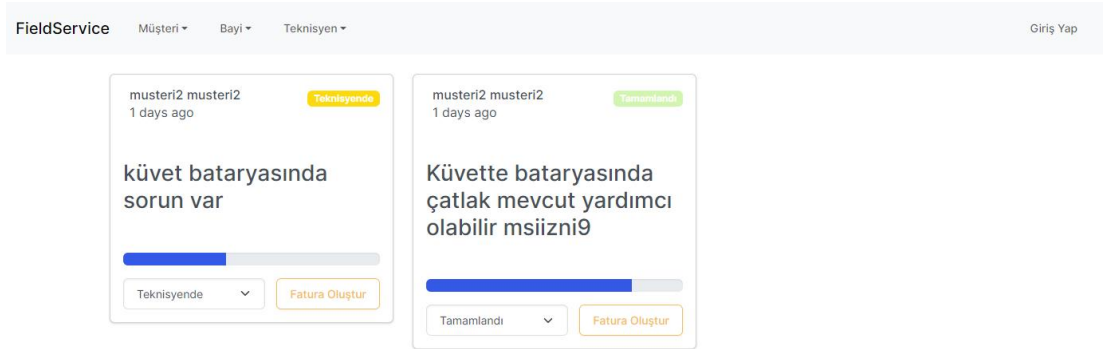 FieldService Müşteri Bayi Teknisyen Giriş Yap
musteri2 musteri2 Teknisyende
1 days ago
küvet bataryasında
sorun var
Teknisyende Fatura Oluştur
musteri2 musteri2 Tamamlandı
1 days ago
Küvette bataryasında
çatlak mevcut yardımcı
olabilir msiizni9
Tamamlandı Fatura Oluştur